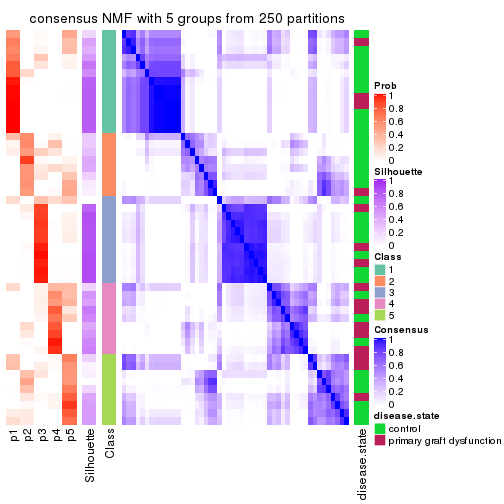 consensus NMF with 5 groups from 250 partitions
Prob
1
0.8
0.6
0.4
0.2
0
Silhouette
1
0.8
0.6
0.4
0.2
0
Class
1
2
3
4
5
Consensus
1
0.8
0.6
0.4
0.2
0
disease.state
control
primary graft dysfunction
p1
p2
p3
p4
p5
Silhouette
Class
disease.state